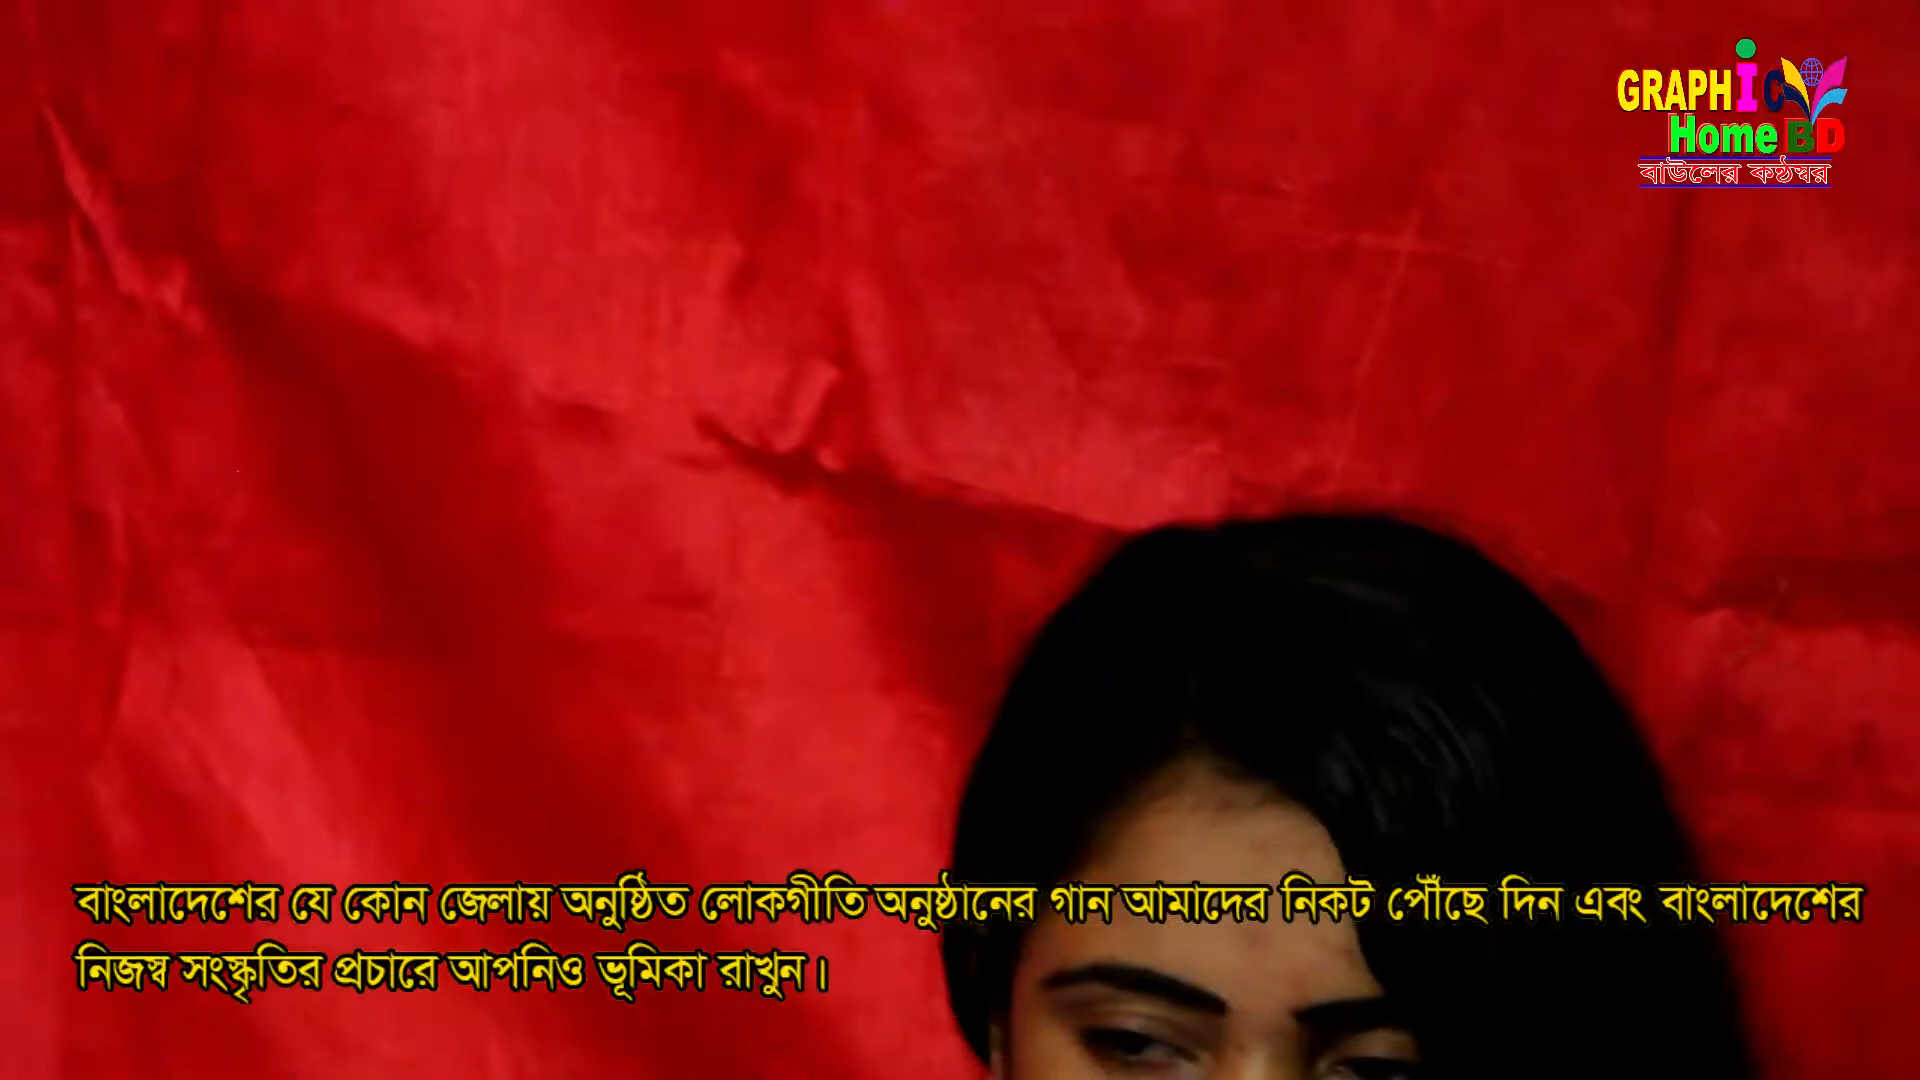 GRAPHIC
Home BD
বাউলের কণ্ঠস্বর
বাংলাদেশের যে কোন জেলায় অনুষ্ঠিত লোকগীতি অনুষ্ঠানের গান আমাদের নিকট পৌঁছে দিন এবং বাংলাদেশের
নিজস্ব সংস্কৃতির প্রচারে আপনিও ভূমিকা রাখুন।